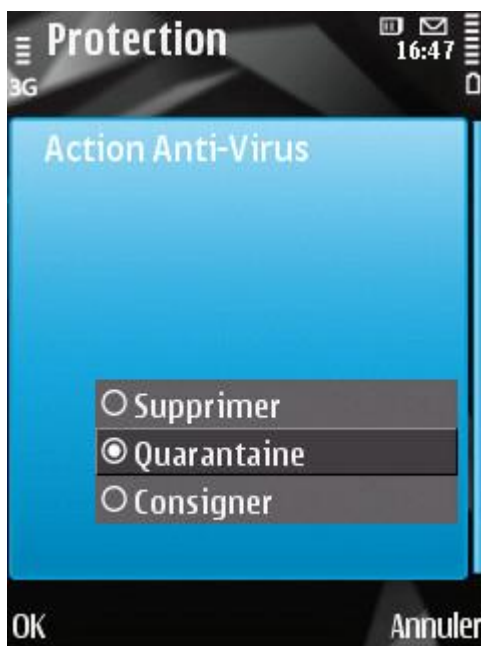 Protection
16:47
3G
Action Anti-Virus
Supprimer
Quarantaine
Consigner
OK
Annuler